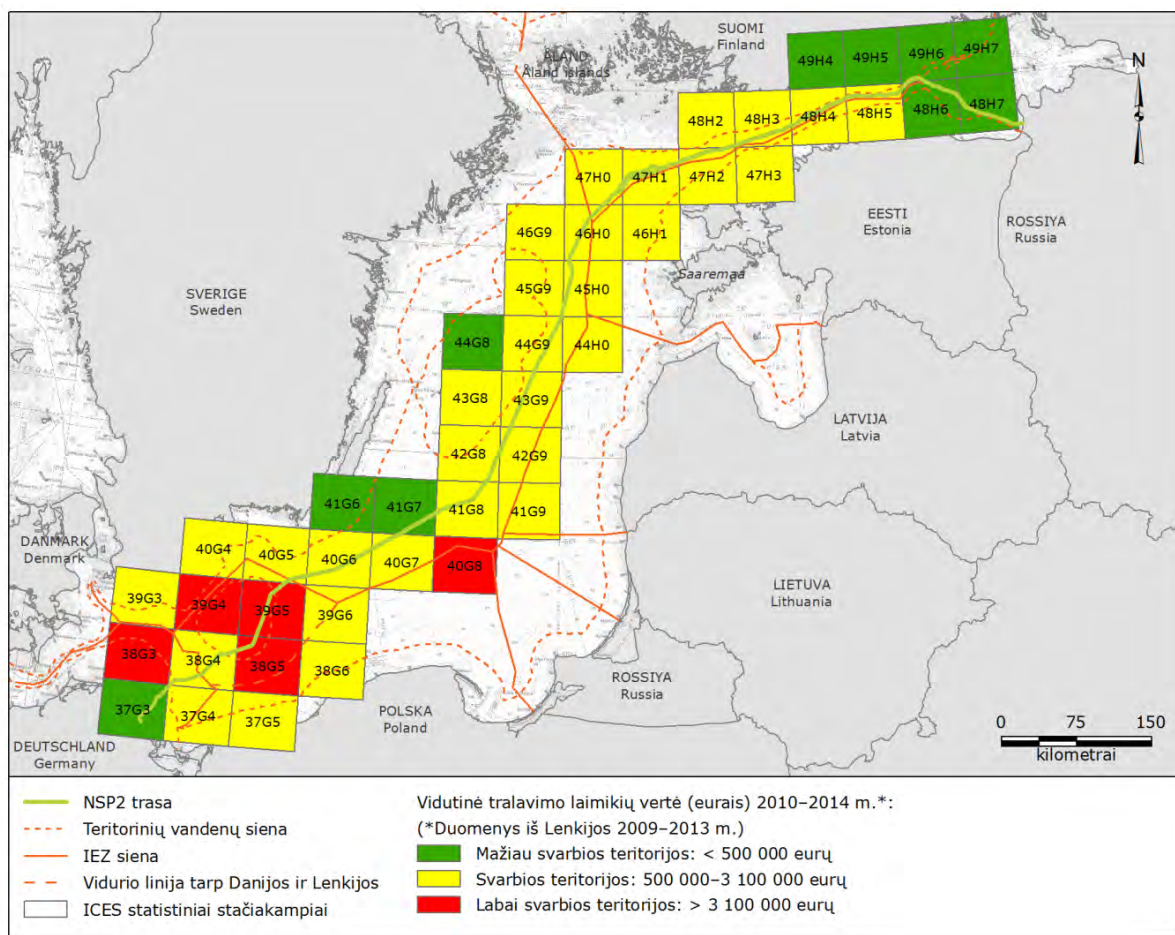 SUOMI
Finland
ÅLAND
Åland islands
N
49H4
49H5
49H6
49H7
48H2
48H3
48H4
48H5
48H6
48H7
47H0
47H1
47H2
47H3
EESTI
Estonia
ROSSIYA
Russia
46G9
46H0
46H1
Saaremaa
SVERIGE
Sweden
45G9
45H0
44G8
44G9
44H0
43G8
43G9
LATVIJA
Latvia
42G8
42G9
41G6
41G7
41G8
41G9
DANMARK
Denmark
40G4
40G5
40G6
40G7
40G8
LIETUVA
Lithuania
39G3
39G4
39G5
39G6
38G3
38G4
38G5
38G6
ROSSIYA
Russia
37G3
37G4
37G5
POLSKA
Poland
DEUTSCHLAND
Germany
0 75 150
kilometrai
NSP2 trasa
Teritorinių vandenų siena
IEZ siena
Vidurio linija tarp Danijos ir Lenkijos
ICES statistiniai stačiakampiai
Vidutinė tralavimo laimikių vertė (eurais) 2010–2014 m.*:
(*Duomenys iš Lenkijos 2009–2013 m.)
Mažiau svarbios teritorijos: < 500 000 eurų
Svarbios teritorijos: 500 000–3 100 000 eurų
Labai svarbios teritorijos: > 3 100 000 eurų